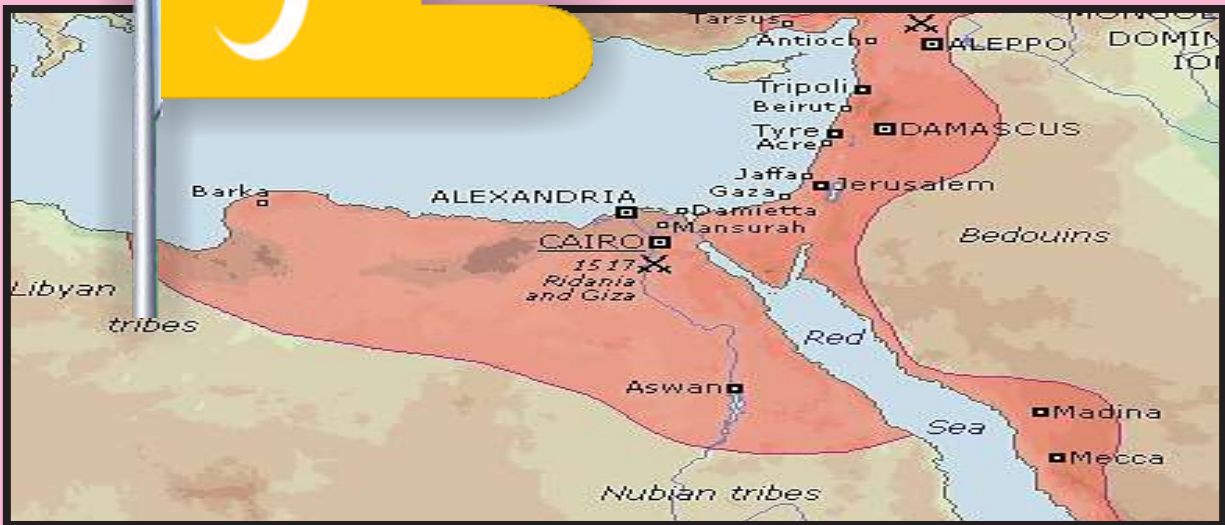 Tarsus
Antioch
ALEPPO
DOMIN
ION
Tripoli
Beirut
Tyre
DAMASCUS
Acre
Jaffa
Jerusalem
Gaza
Barka
ALEXANDRIA
Damietta
Mansurah
CAIRO
1517
Ridania
and Giza
Bedouins
Libyan
tribes
Red
Sea
Aswan
Madina
Mecca
Nubian tribes